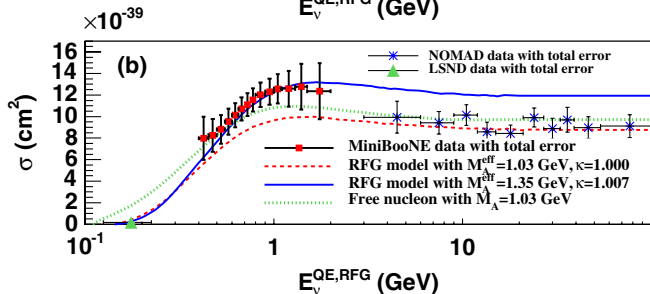 ×10⁻³⁹ E_ν^QE,RFG (GeV)
16
(b)
NOMAD data with total error
14
LSND data with total error
12
10
σ (cm²)
8
MiniBooNE data with total error
6
RFG model with M_A^eff=1.03 GeV,κ=1.000
4
RFG model with M_A^eff=1.35 GeV,κ=1.007
2
Free nucleon with M_A=1.03 GeV
0
10⁻¹ 1 10
E_ν^QE,RFG (GeV)